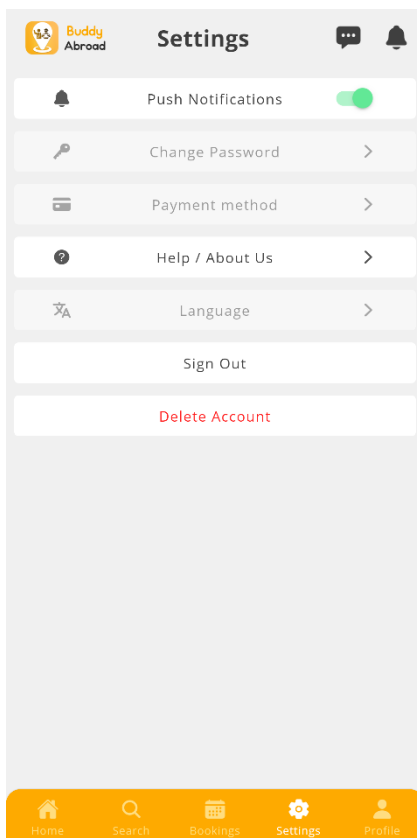 Buddy
Abroad
Settings
Push Notifications
Change Password
Payment method
Help / About Us
Language
Sign Out
Delete Account
Home Search Bookings Settings Profile